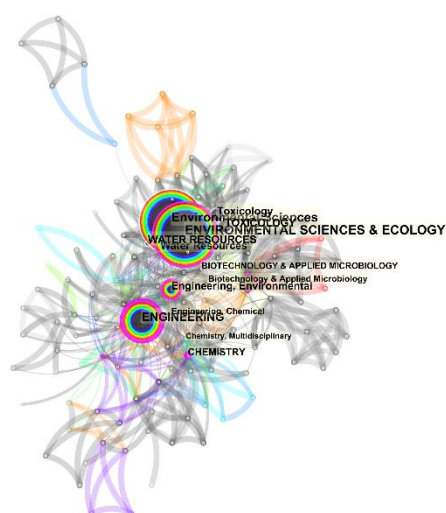 Toxicology
Environmental Sciences
TOXICOLOGY
ENVIRONMENTAL SCIENCES & ECOLOGY
WATER RESOURCES
Water Resources
BIOTECHNOLOGY & APPLIED MICROBIOLOGY
Biotechnology & Applied Microbiology
Engineering, Environmental
Engineering, Chemical
ENGINEERING
Chemistry, Multidisciplinary
CHEMISTRY